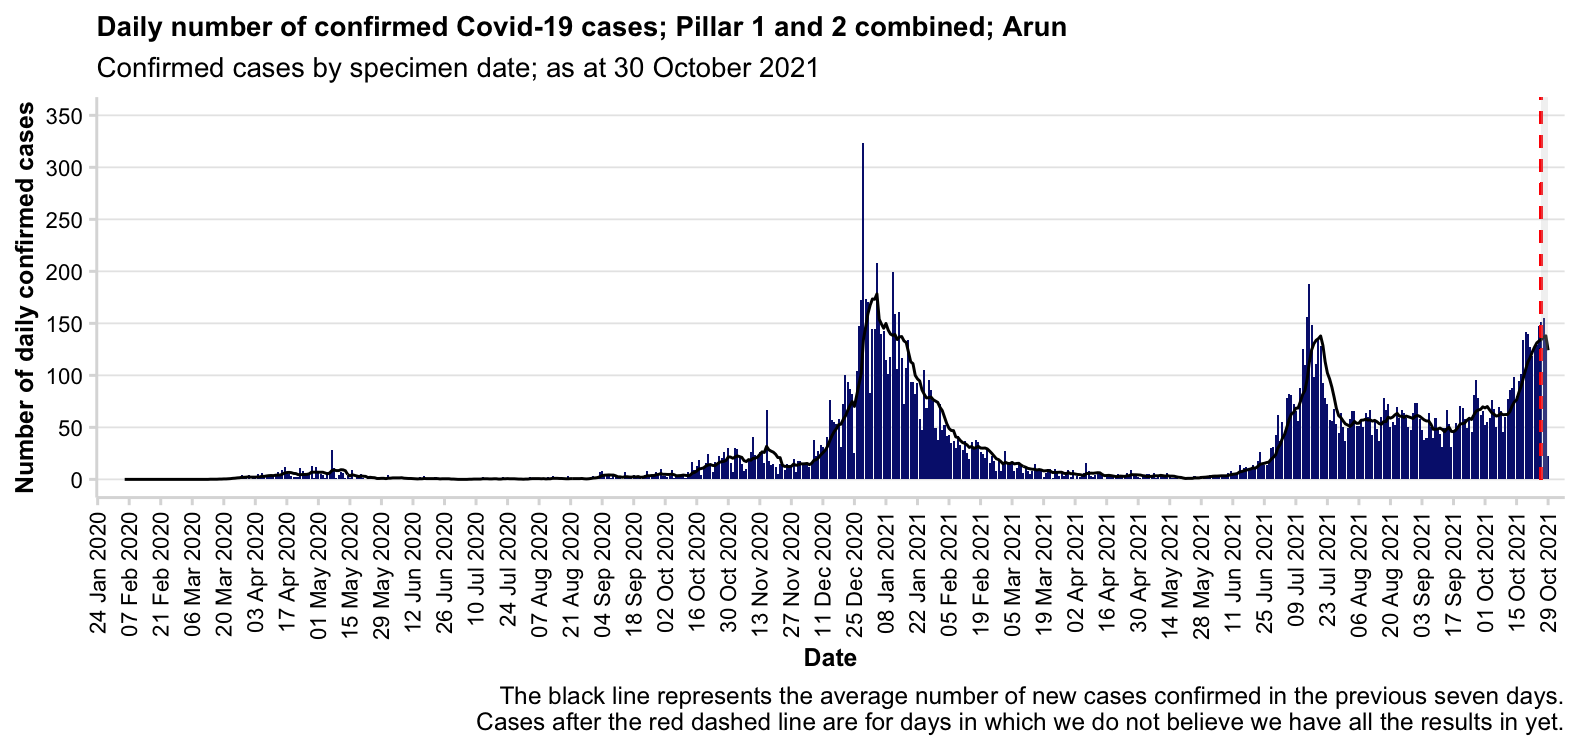 Daily number of confirmed Covid-19 cases; Pillar 1 and 2 combined; Arun
Confirmed cases by specimen date; as at 30 October 2021
Number of daily confirmed cases
350
300
250
200
150
100
50
0
24 Jan 2020
07 Feb 2020
21 Feb 2020
06 Mar 2020
20 Mar 2020
03 Apr 2020
17 Apr 2020
01 May 2020
15 May 2020
29 May 2020
12 Jun 2020
26 Jun 2020
10 Jul 2020
24 Jul 2020
07 Aug 2020
21 Aug 2020
04 Sep 2020
18 Sep 2020
02 Oct 2020
16 Oct 2020
30 Oct 2020
13 Nov 2020
27 Nov 2020
11 Dec 2020
25 Dec 2020
08 Jan 2021
22 Jan 2021
05 Feb 2021
19 Feb 2021
05 Mar 2021
19 Mar 2021
02 Apr 2021
16 Apr 2021
30 Apr 2021
14 May 2021
28 May 2021
11 Jun 2021
25 Jun 2021
09 Jul 2021
23 Jul 2021
06 Aug 2021
20 Aug 2021
03 Sep 2021
17 Sep 2021
01 Oct 2021
15 Oct 2021
29 Oct 2021
Date
The black line represents the average number of new cases confirmed in the previous seven days.
Cases after the red dashed line are for days in which we do not believe we have all the results in yet.